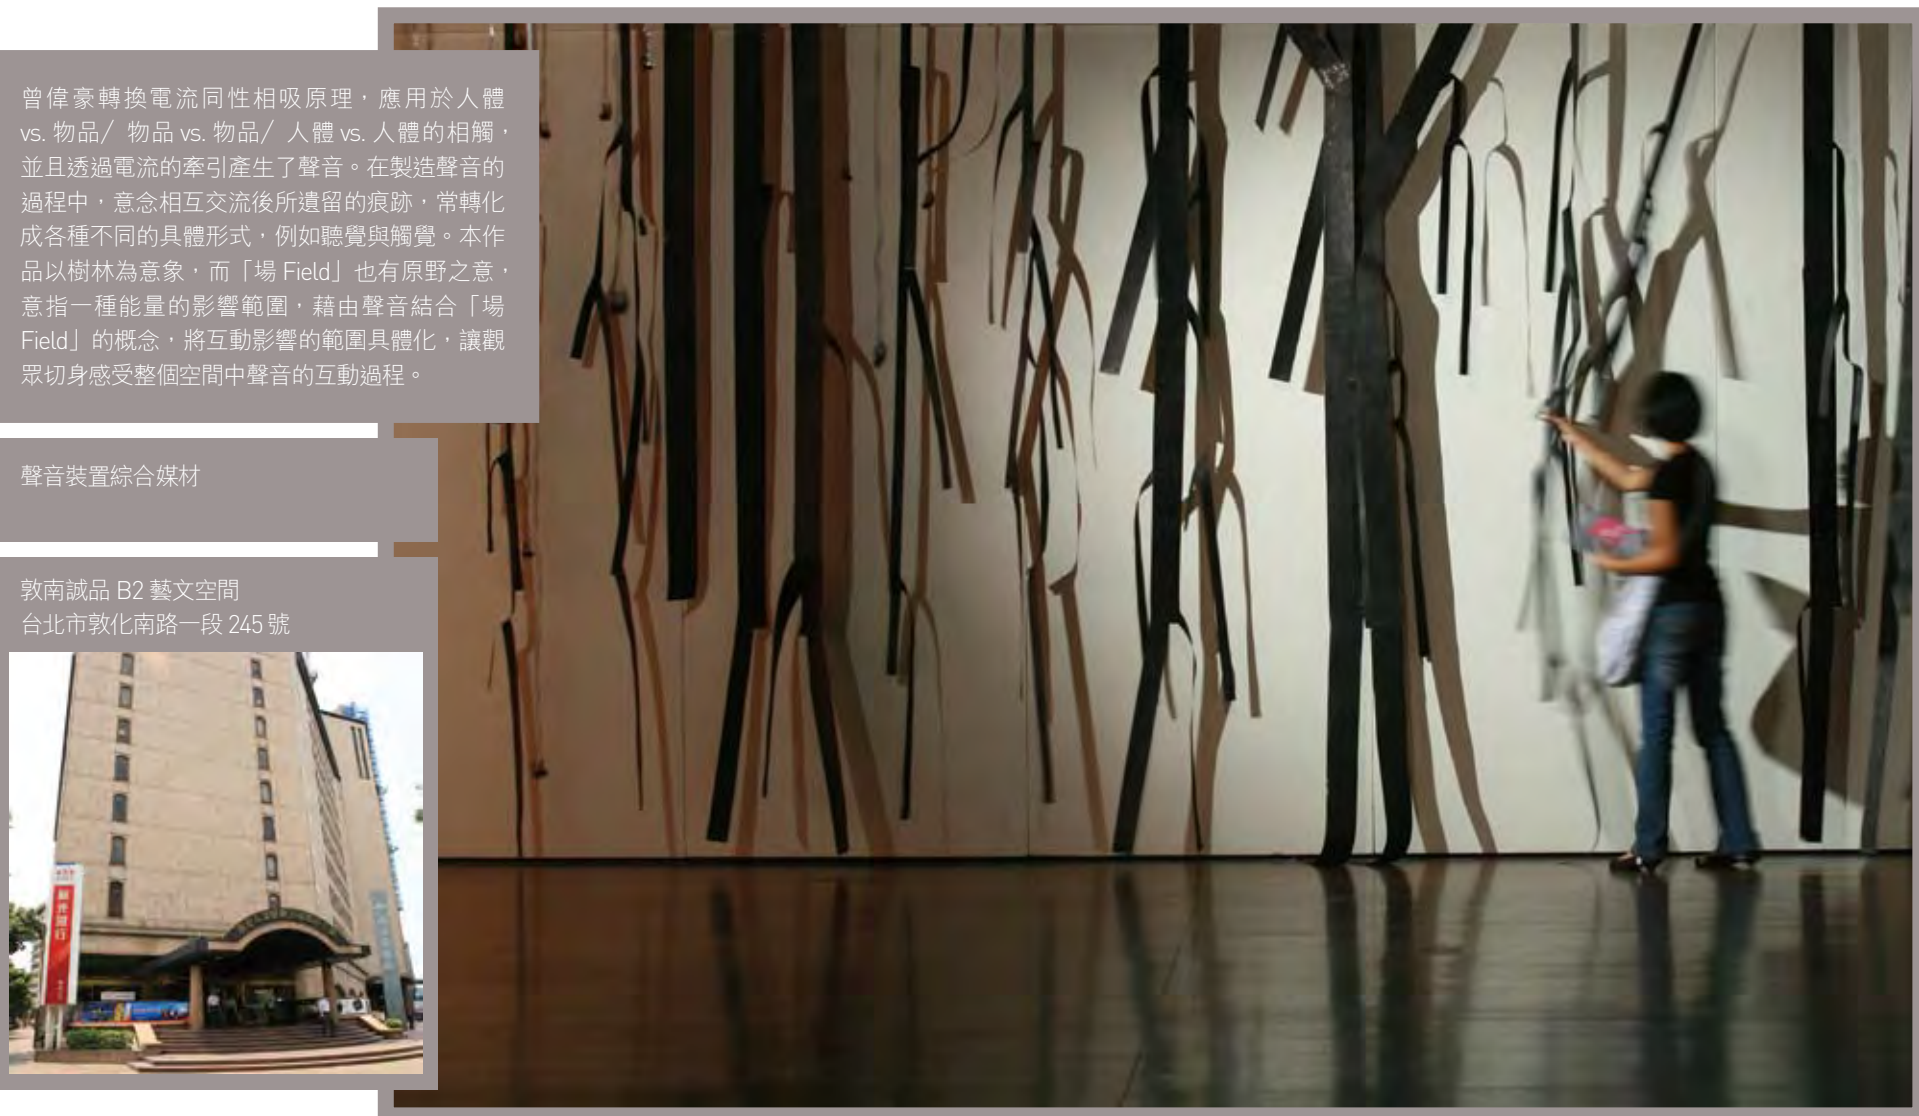 曾偉豪轉換電流同性相吸原理,應用於人體
vs. 物品/ 物品 vs. 物品/ 人體 vs. 人體的相觸,
並且透過電流的牽引產生了聲音。在製造聲音的
過程中,意念相互交流後所遺留的痕跡,常轉化
成各種不同的具體形式,例如聽覺與觸覺。本作
品以樹林為意象,而「場 Field」也有原野之意,
意指一種能量的影響範圍,藉由聲音結合「場
Field」的概念,將互動影響的範圍具體化,讓觀
眾切身感受整個空間中聲音的互動過程。
聲音裝置綜合媒材
敦南誠品 B2 藝文空間
台北市敦化南路一段 245 號